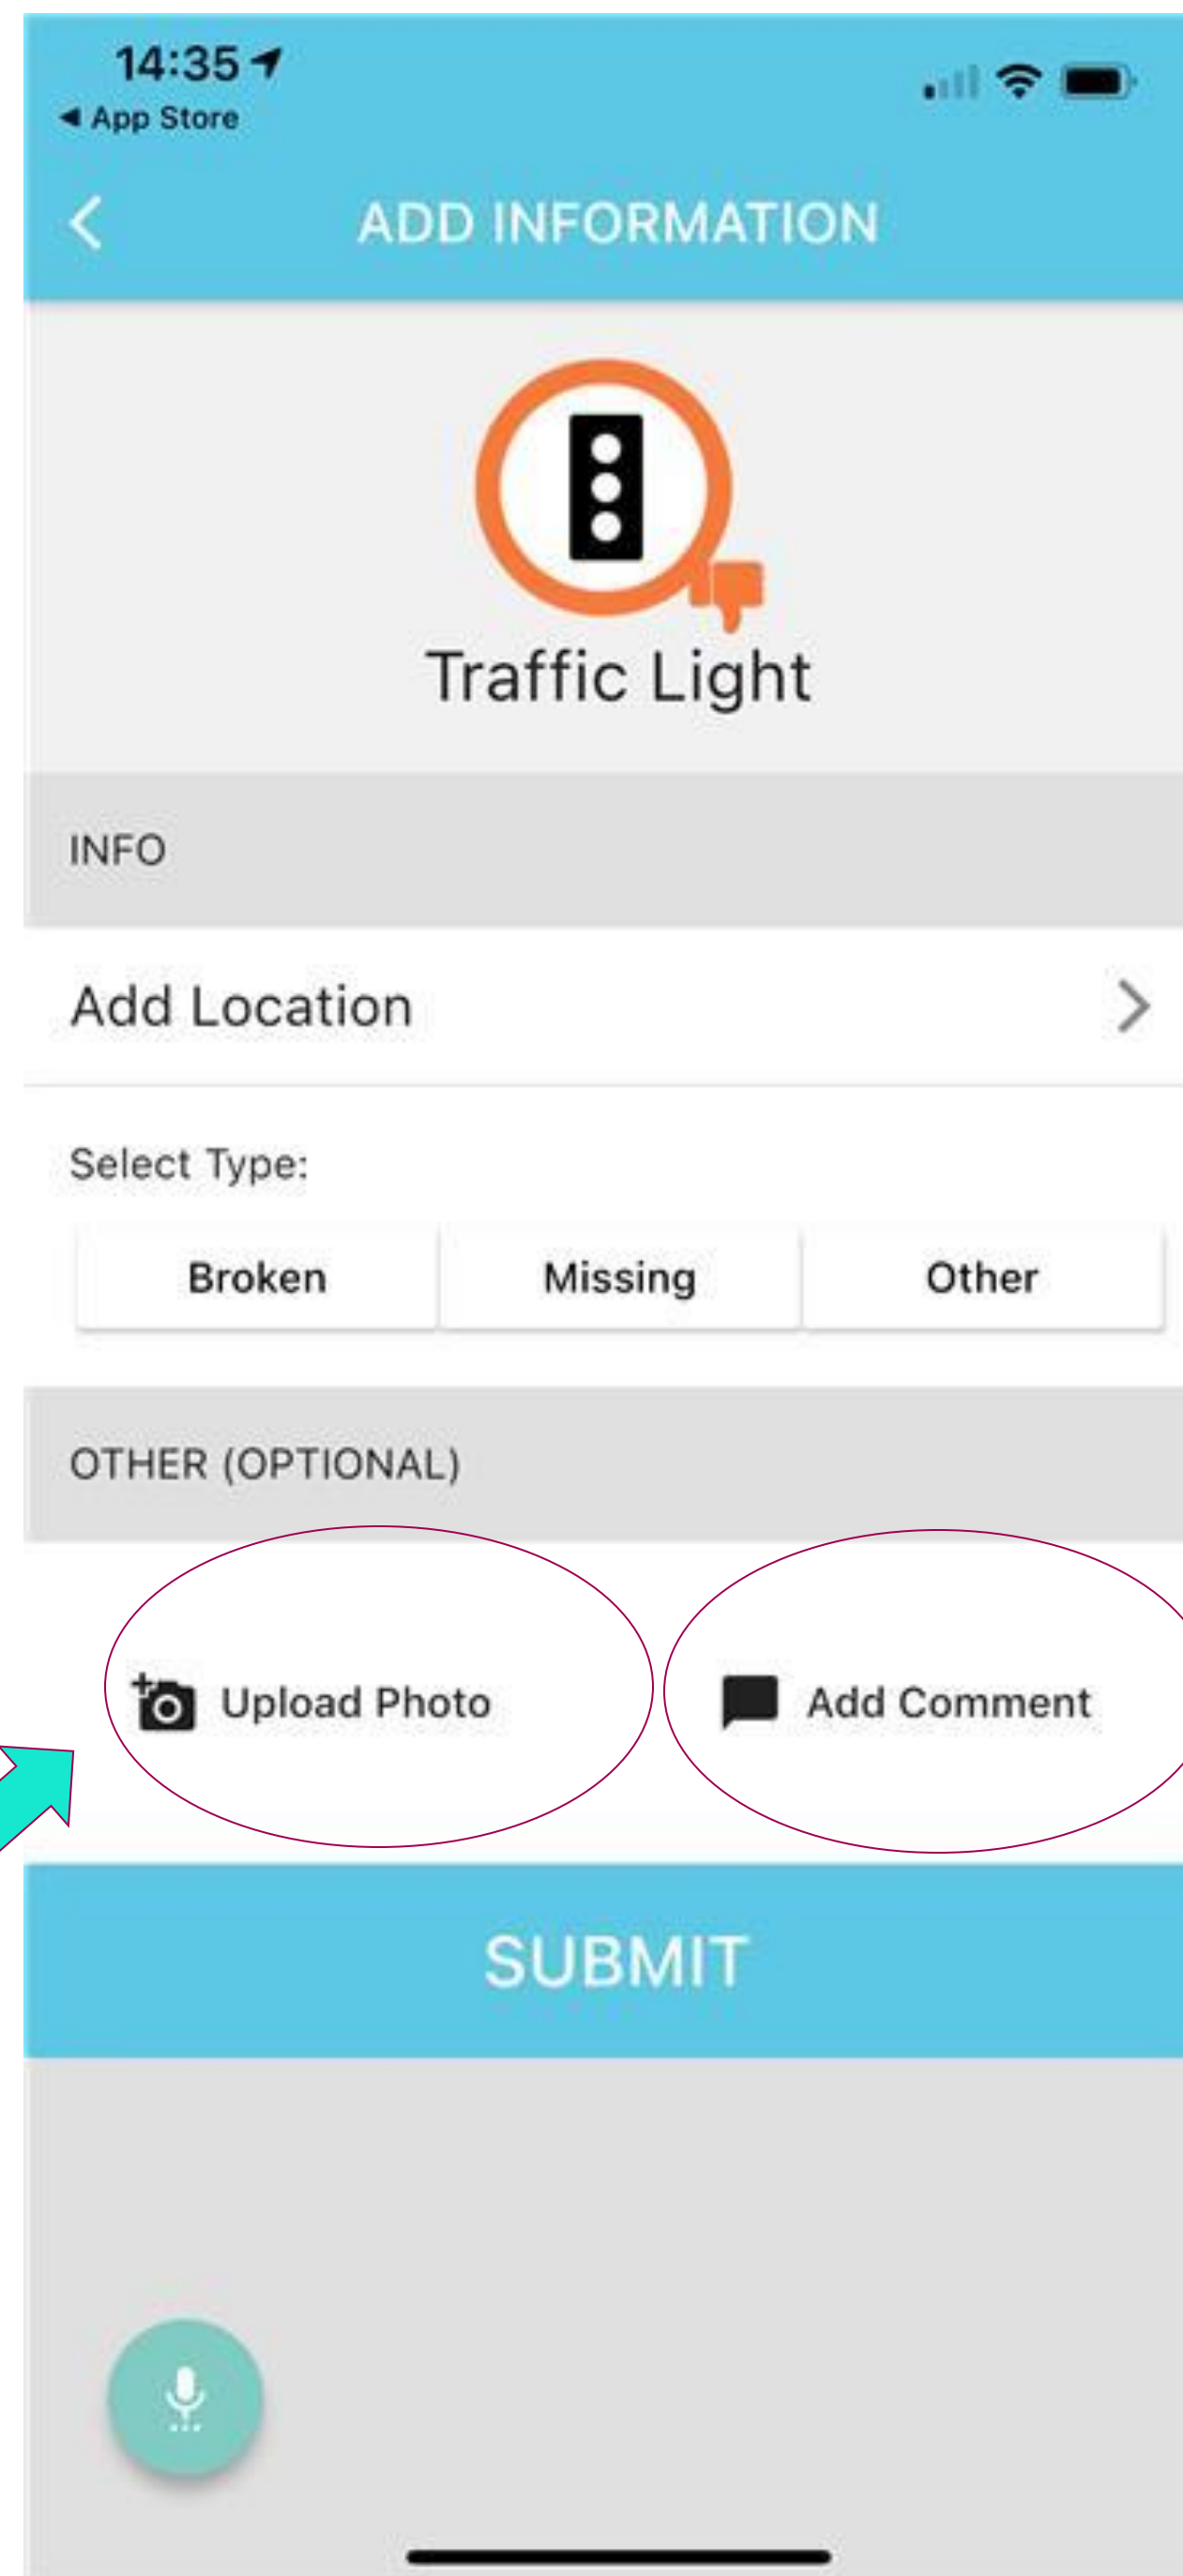 14:35
App Store
ADD INFORMATION
Traffic Light
INFO
Add Location
Select Type:
Broken Missing Other
OTHER (OPTIONAL)
Upload Photo Add Comment
SUBMIT